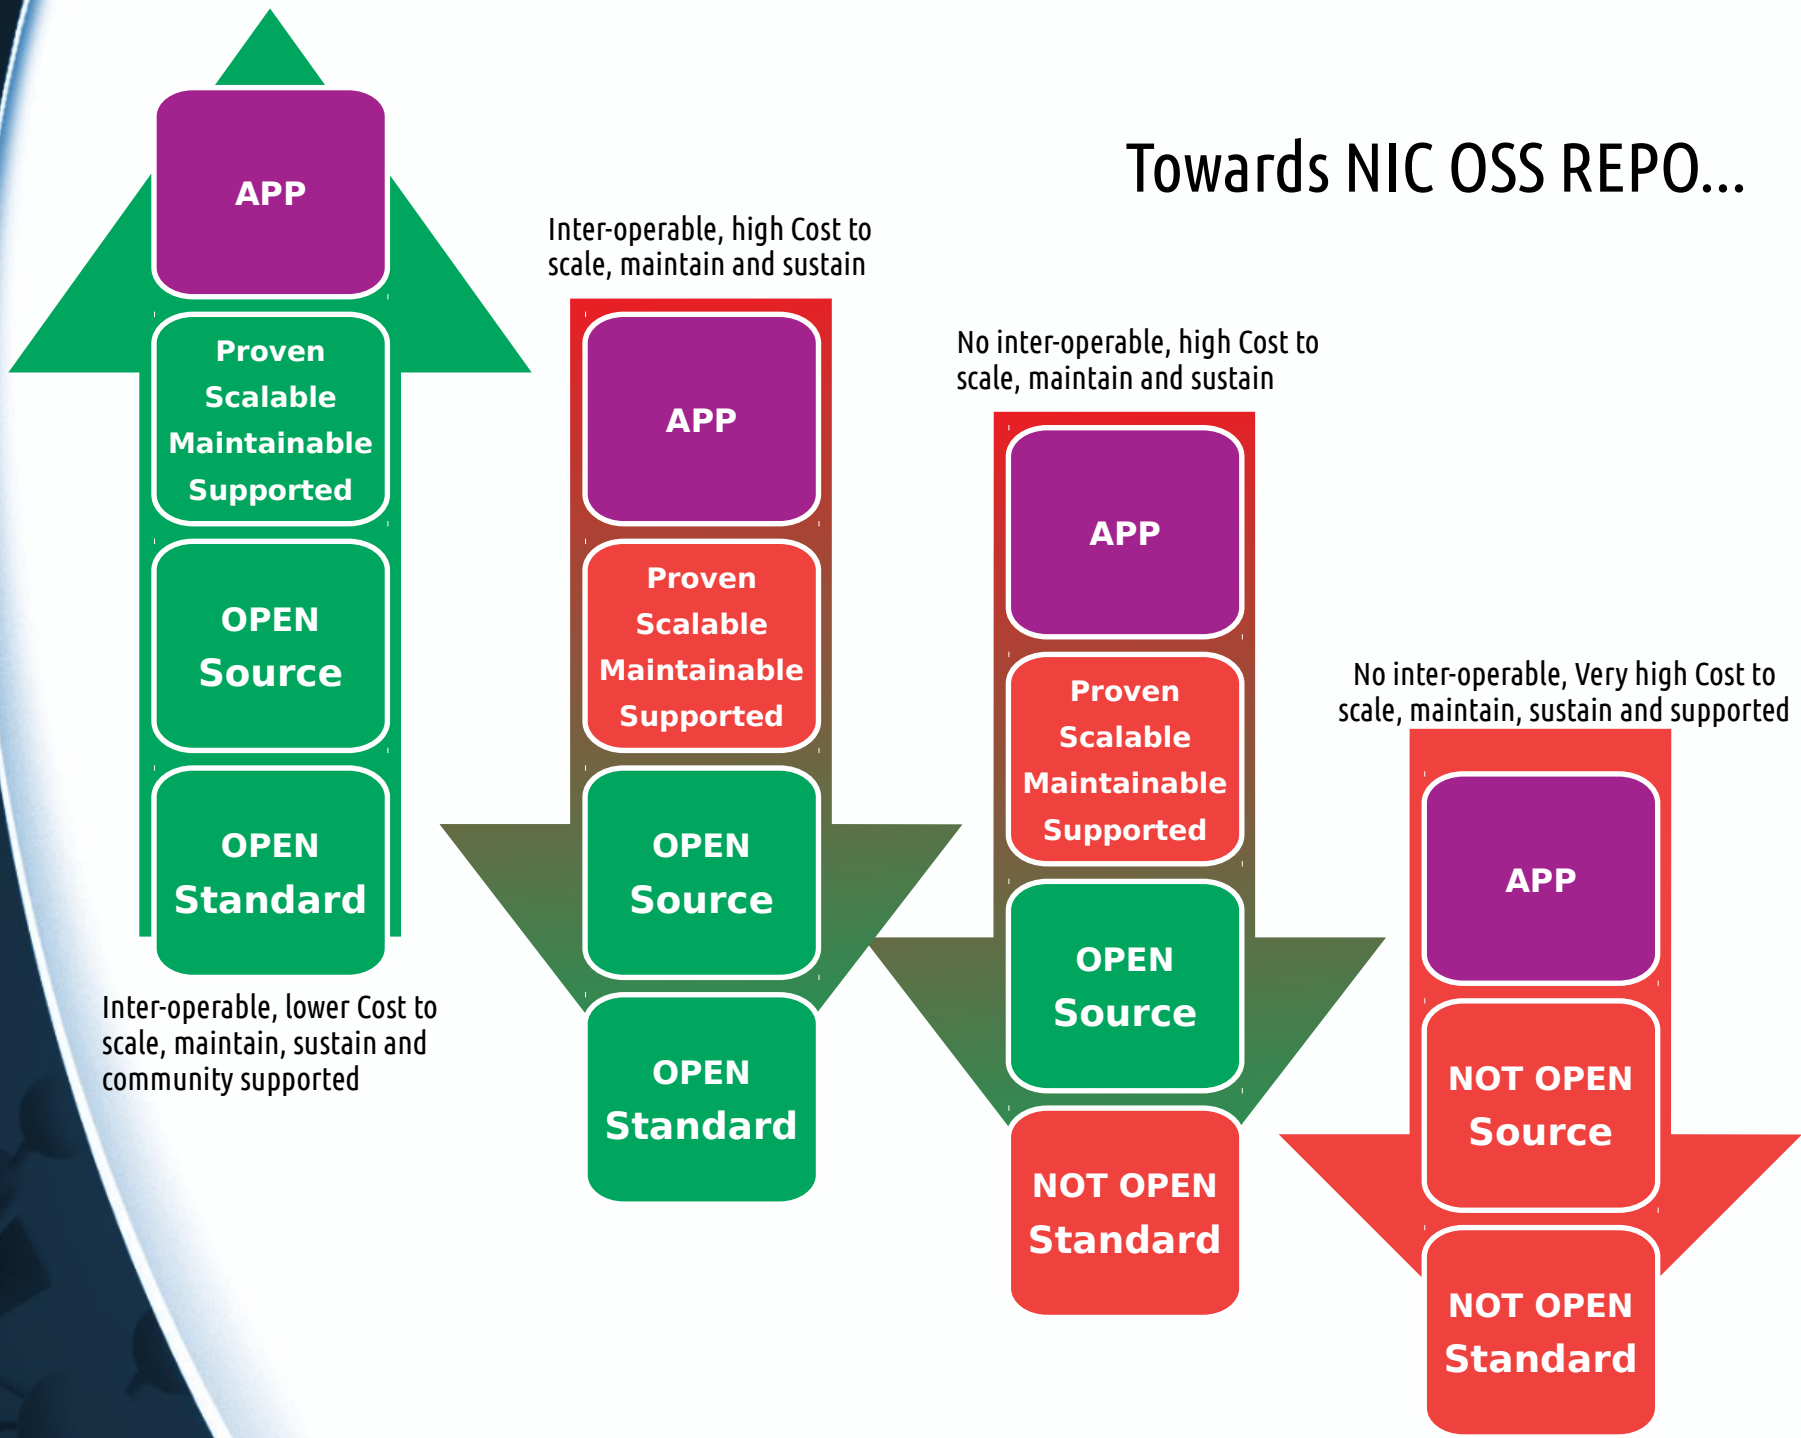 Towards NIC OSS REPO...
APP
Proven
Scalable
Maintainable
Supported
OPEN
Source
OPEN
Standard
Inter-operable, lower Cost to
scale, maintain, sustain and
community supported
Inter-operable, high Cost to
scale, maintain and sustain
APP
Proven
Scalable
Maintainable
Supported
OPEN
Source
OPEN
Standard
No inter-operable, high Cost to
scale, maintain and sustain
APP
Proven
Scalable
Maintainable
Supported
OPEN
Source
NOT OPEN
Standard
No inter-operable, Very high Cost to
scale, maintain, sustain and supported
APP
NOT OPEN
Source
NOT OPEN
Standard